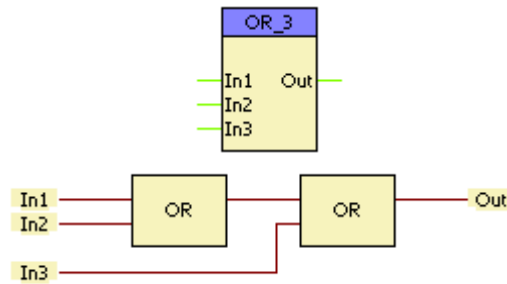 OR_3
In1 Out
In2
In3
In1 OR OR Out
In2
In3